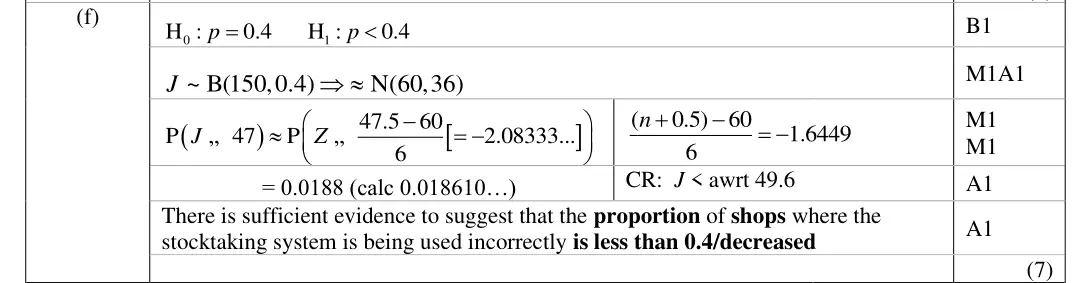 (f)
H₀ : p = 0.4 H₁ : p < 0.4
B1
J ~ B(150, 0.4) ⇒ ≈ N(60, 36)
M1A1
P(J ,, 47) ≈ P(Z ,, (47.5 − 60)/6 [= −2.08333...])
((n + 0.5) − 60)/6 = −1.6449
M1
M1
= 0.0188 (calc 0.018610…)
CR: J < awrt 49.6
A1
There is sufficient evidence to suggest that the proportion of shops where the
stocktaking system is being used incorrectly is less than 0.4/decreased
A1
(7)